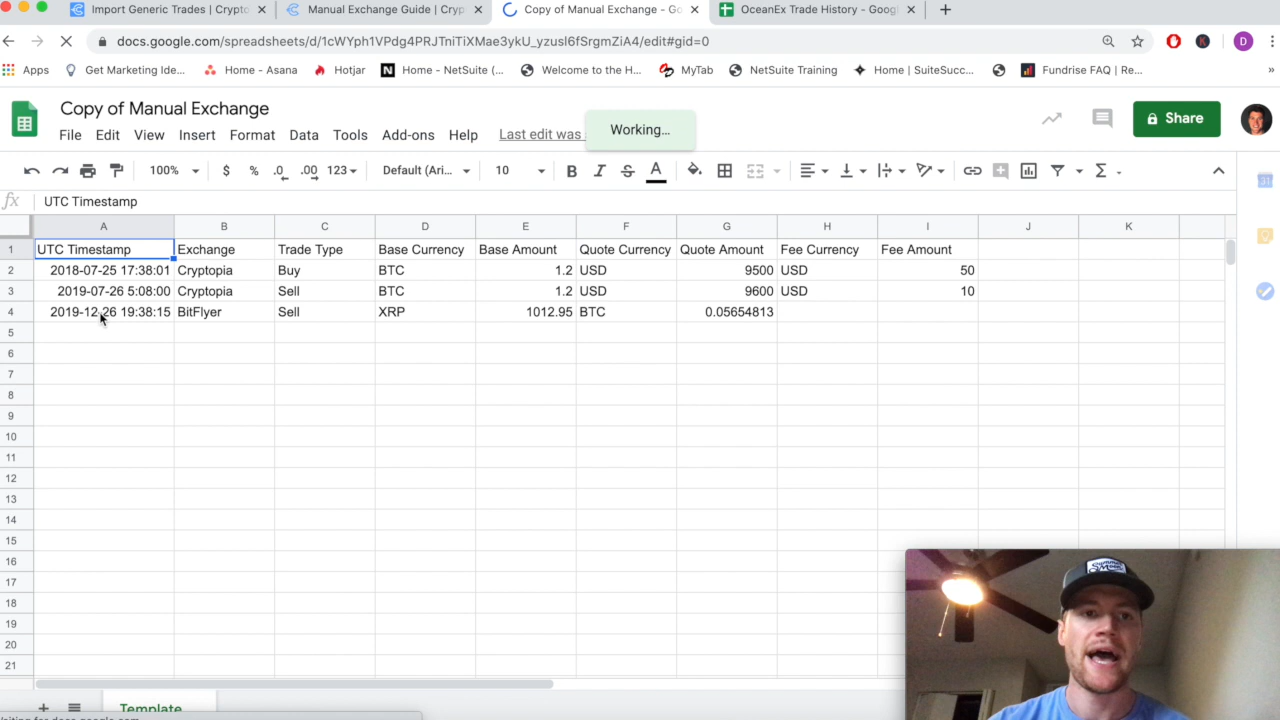 Import Generic Trades | Crypto
Manual Exchange Guide | Cryp
Copy of Manual Exchange - Go
OceanEx Trade History - Googl
docs.google.com/spreadsheets/d/1cWYph1VPdg4PRJTniTiXMae3ykU_yzusl6fSrgmZiA4/edit#gid=0
Apps Get Marketing Ide... Home - Asana Hotjar Home - NetSuite (... Welcome to the H... MyTab NetSuite Training Home | SuiteSucc... Fundrise FAQ | Re... »
Copy of Manual Exchange
Working...
Share
File Edit View Insert Format Data Tools Add-ons Help Last edit was
100% $ % .0 .00 123 Default (Ari... 10 B I S A Σ
fx UTC Timestamp
A B C D E F G H I J K
1 UTC Timestamp Exchange Trade Type Base Currency Base Amount Quote Currency Quote Amount Fee Currency Fee Amount
2 2018-07-25 17:38:01 Cryptopia Buy BTC 1.2 USD 9500 USD 50
3 2019-07-26 5:08:00 Cryptopia Sell BTC 1.2 USD 9600 USD 10
4 2019-12-26 19:38:15 BitFlyer Sell XRP 1012.95 BTC 0.05654813
5
6
7
8
9
10
11
12
13
14
15
16
17
18
19
20
21
Template